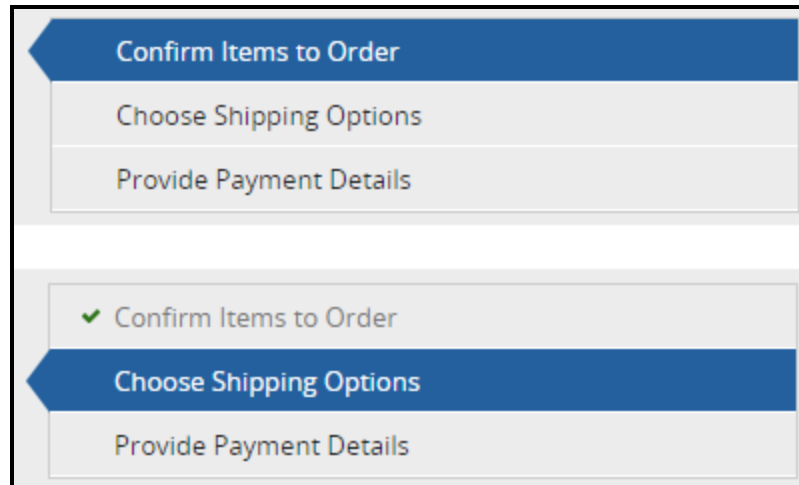 Confirm Items to Order
Choose Shipping Options
Provide Payment Details
Confirm Items to Order
Choose Shipping Options
Provide Payment Details